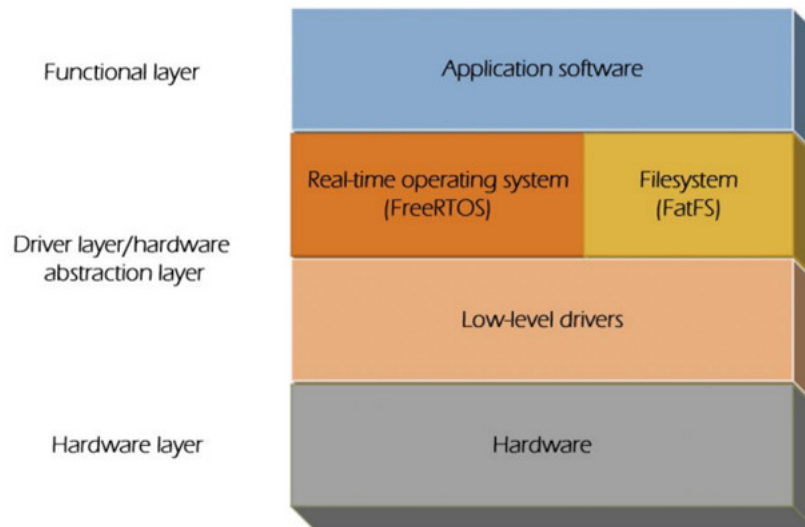 Functional layer
Application software
Real-time operating system
(FreeRTOS)
Filesystem
(FatFS)
Driver layer/hardware
abstraction layer
Low-level drivers
Hardware layer
Hardware